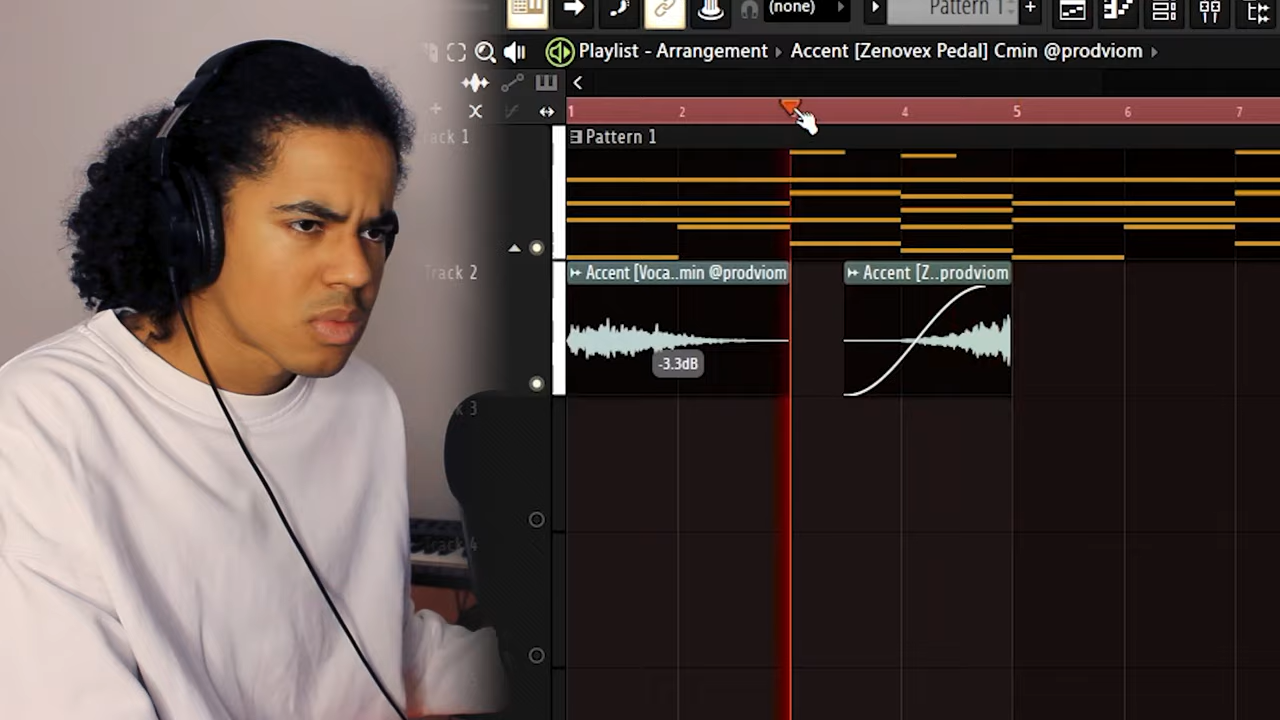 (none)
Pattern 1
+
Playlist - Arrangement
Accent [Zenovex Pedal] Cmin @prodviom
1
2
4
5
6
7
Pattern 1
Track 2
Accent [Voca..min @prodviom
Accent [Z..prodviom
-3.3dB
Track 4